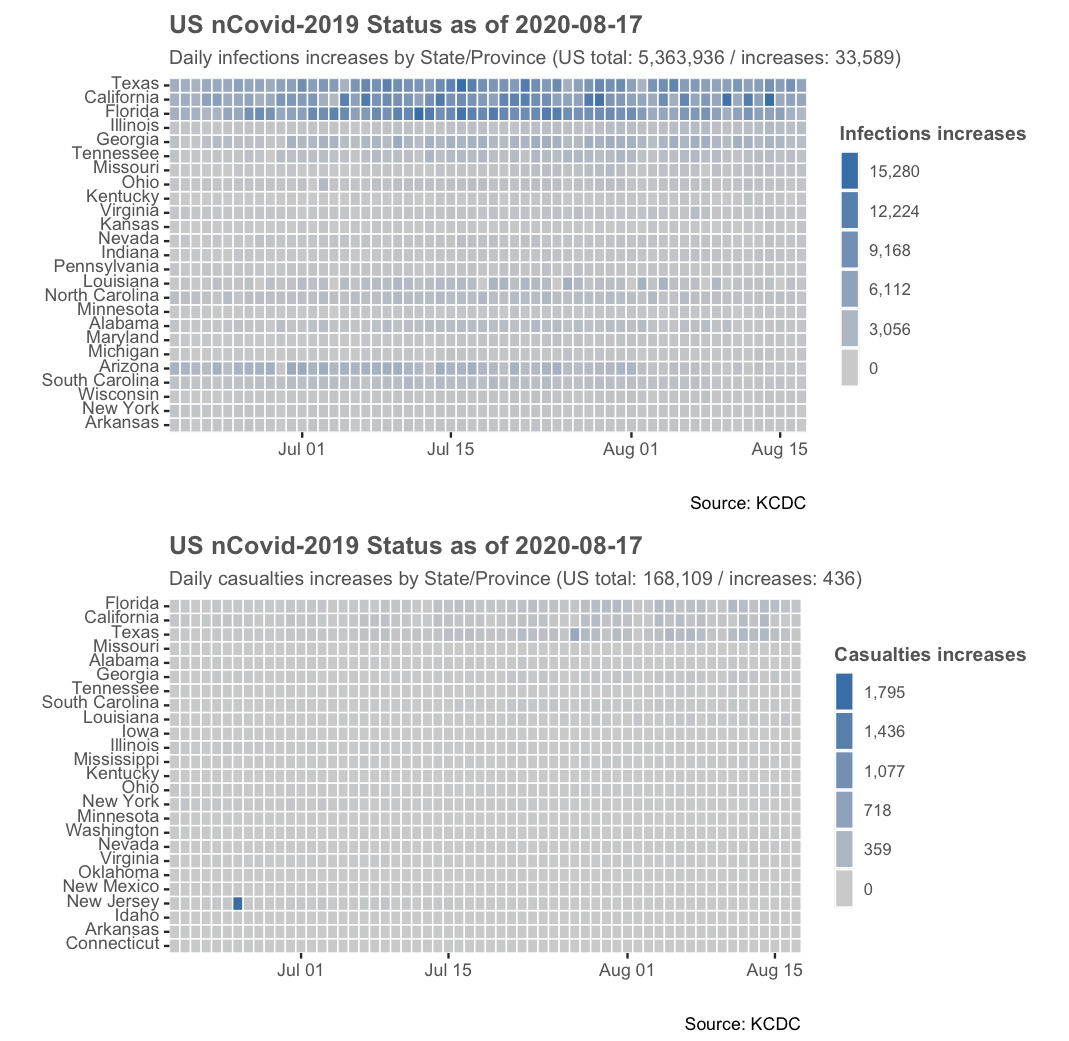 US nCovid-2019 Status as of 2020-08-17
Daily infections increases by State/Province (US total: 5,363,936 / increases: 33,589)
Texas
California
Florida
Illinois
Georgia
Tennessee
Missouri
Ohio
Kentucky
Virginia
Kansas
Nevada
Indiana
Pennsylvania
Louisiana
North Carolina
Minnesota
Alabama
Maryland
Michigan
Arizona
South Carolina
Wisconsin
New York
Arkansas
Jul 01
Jul 15
Aug 01
Aug 15
Infections increases
15,280
12,224
9,168
6,112
3,056
0
Source: KCDC
US nCovid-2019 Status as of 2020-08-17
Daily casualties increases by State/Province (US total: 168,109 / increases: 436)
Florida
California
Texas
Missouri
Alabama
Georgia
Tennessee
South Carolina
Louisiana
Iowa
Illinois
Mississippi
Kentucky
Ohio
New York
Minnesota
Washington
Nevada
Virginia
Oklahoma
New Mexico
New Jersey
Idaho
Arkansas
Connecticut
Jul 01
Jul 15
Aug 01
Aug 15
Casualties increases
1,795
1,436
1,077
718
359
0
Source: KCDC